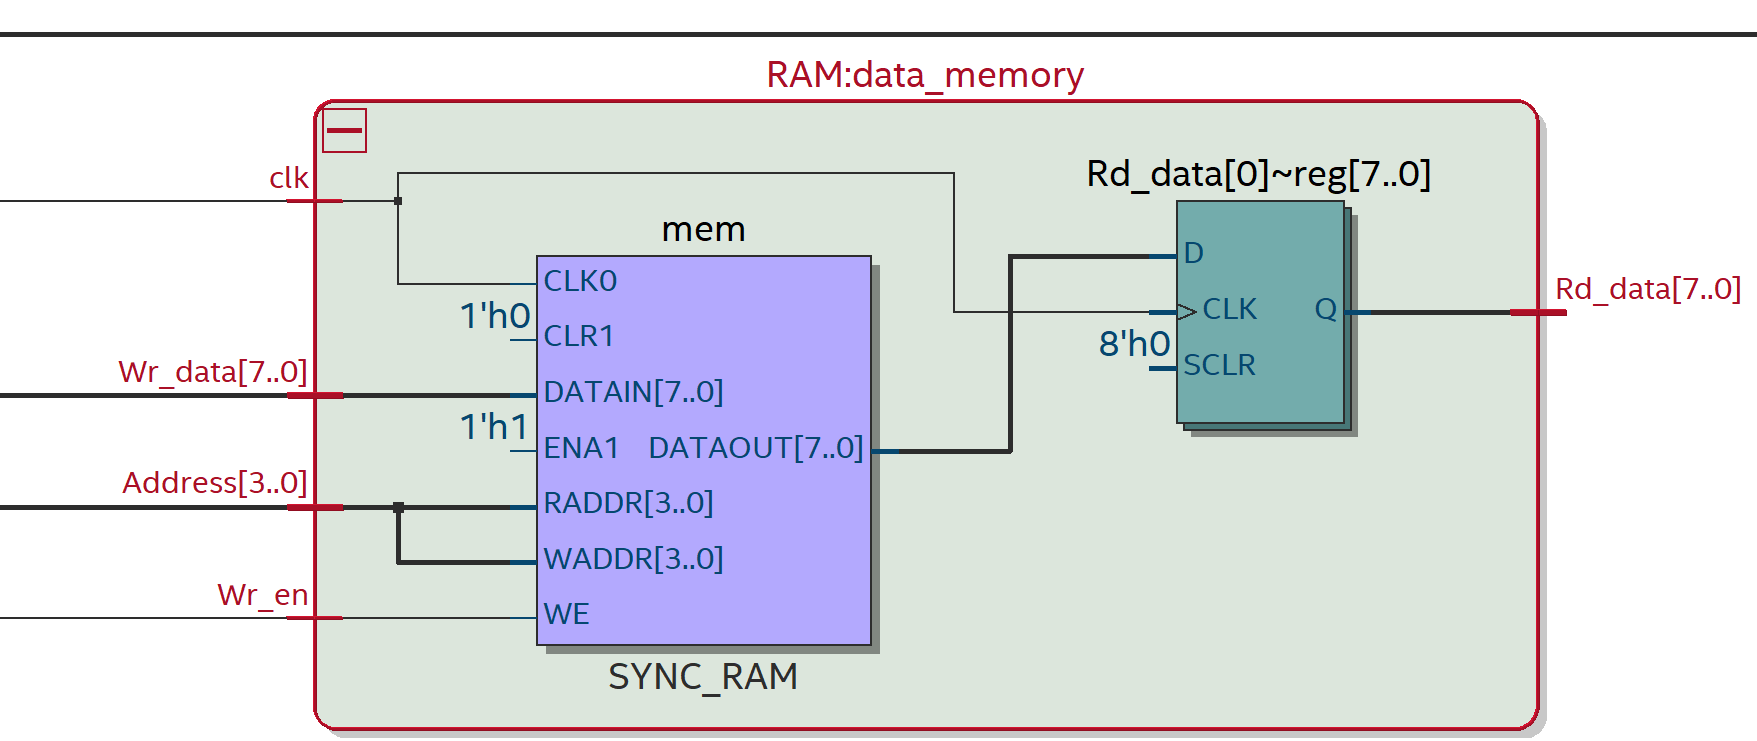 RAM:data_memory
clk
Rd_data[0]~reg[7..0]
mem
D
CLK0
Rd_data[7..0]
1'h0
CLK
Q
CLR1
8'h0
SCLR
Wr_data[7..0]
DATAIN[7..0]
1'h1
ENA1
DATAOUT[7..0]
Address[3..0]
RADDR[3..0]
WADDR[3..0]
Wr_en
WE
SYNC_RAM